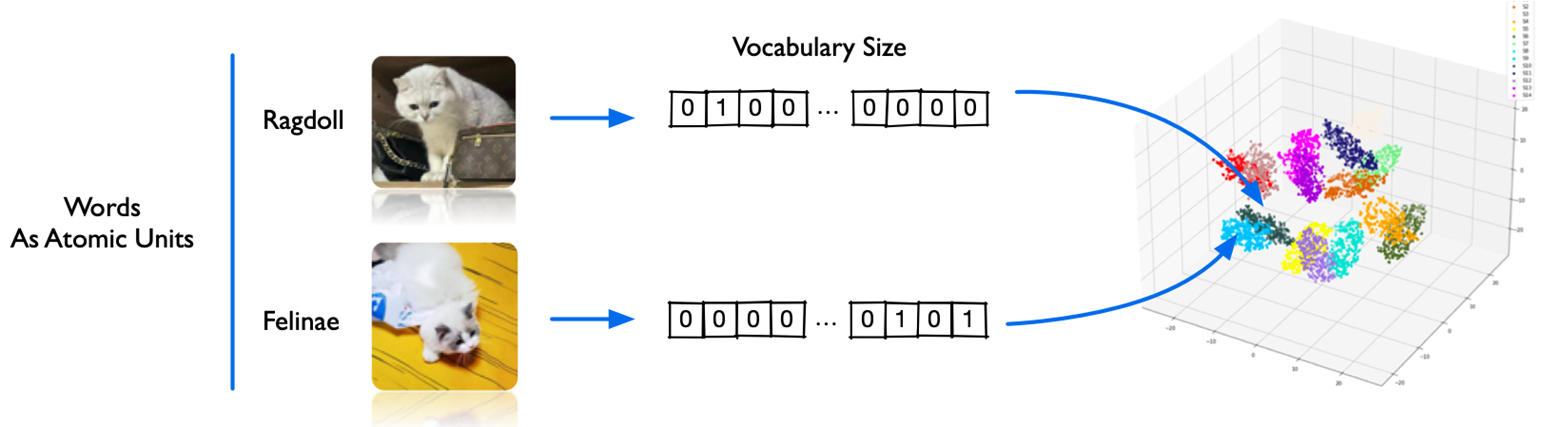 Vocabulary Size
Words
As Atomic Units
Ragdoll
0 1 0 0 ... 0 0 0 0
Felinae
0 0 0 0 ... 0 1 0 1
S2
S3
S4
S5
S6
S7
S8
S9
S10
S11
S12
S13
S14
20
10
0
-10
-20
-20
-10
0
10
20
-20
-10
0
10
20